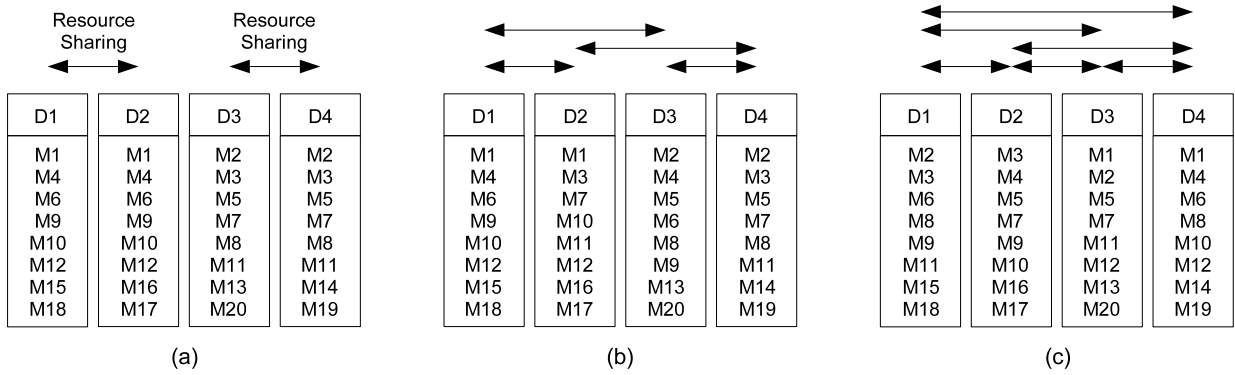 Resource Sharing
Resource Sharing
D1 D2 D3 D4
M1 M1 M2 M2
M4 M4 M3 M3
M6 M6 M5 M5
M9 M9 M7 M7
M10 M10 M8 M8
M12 M12 M11 M11
M15 M16 M13 M14
M18 M17 M20 M19
(a)
D1 D2 D3 D4
M1 M1 M2 M2
M4 M3 M4 M3
M6 M7 M5 M5
M9 M10 M6 M7
M10 M11 M8 M8
M12 M12 M9 M11
M15 M16 M13 M14
M18 M17 M20 M19
(b)
D1 D2 D3 D4
M2 M3 M1 M1
M3 M4 M2 M4
M6 M5 M5 M6
M8 M7 M7 M8
M9 M9 M11 M10
M11 M10 M12 M12
M15 M16 M13 M14
M18 M17 M20 M19
(c)